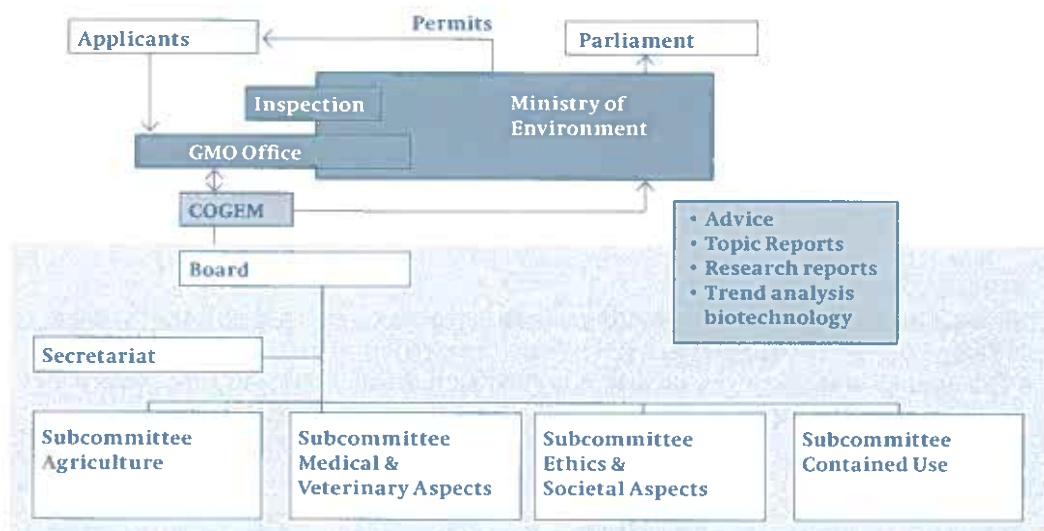 Permits
Applicants
Parliament
Inspection
Ministry of
Environment
GMO Office
COGEM
• Advice
• Topic Reports
• Research reports
• Trend analysis
biotechnology
Board
Secretariat
Subcommittee
Agriculture
Subcommittee
Medical &
Veterinary Aspects
Subcommittee
Ethics &
Societal Aspects
Subcommittee
Contained Use